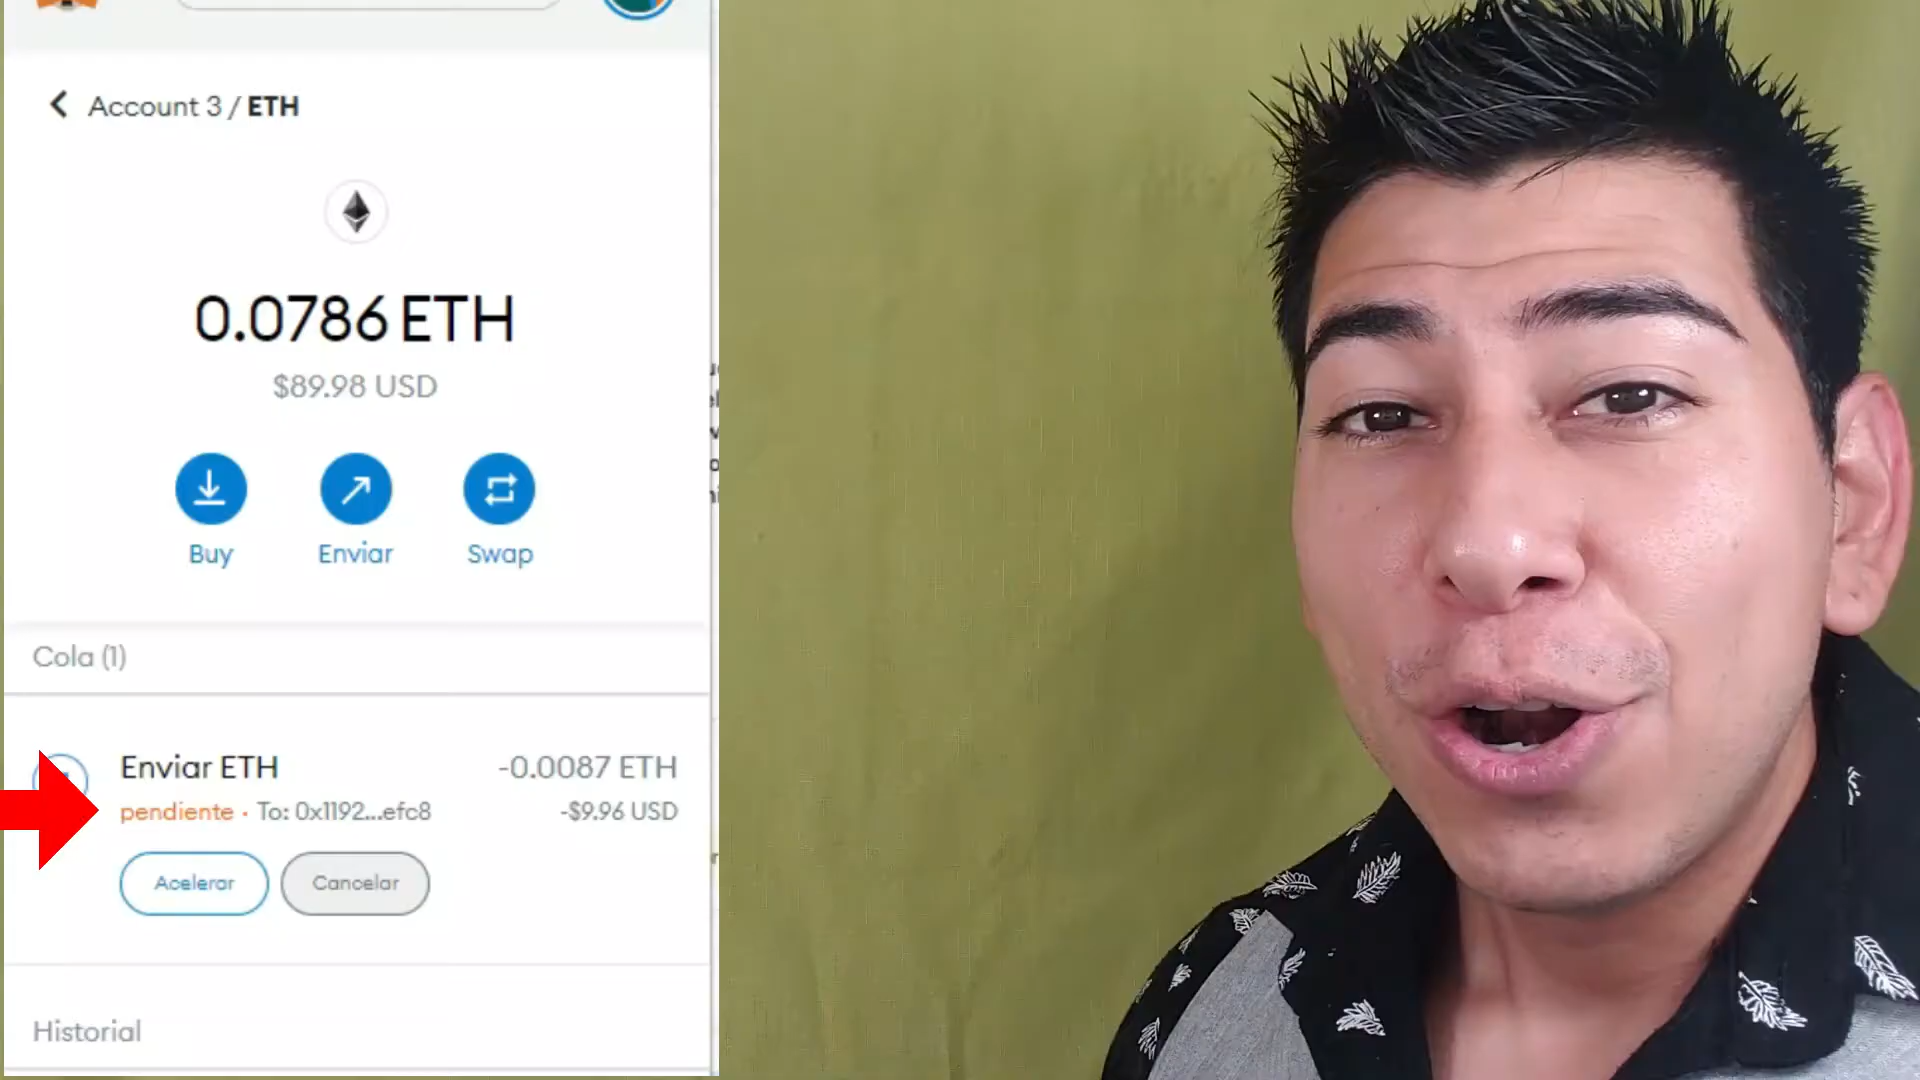 Account 3 / ETH
0.0786 ETH
$89.98 USD
Buy Enviar Swap
Cola (1)
Enviar ETH -0.0087 ETH
pendiente · To: 0x1192...efc8 -$9.96 USD
Acelerar Cancelar
Historial